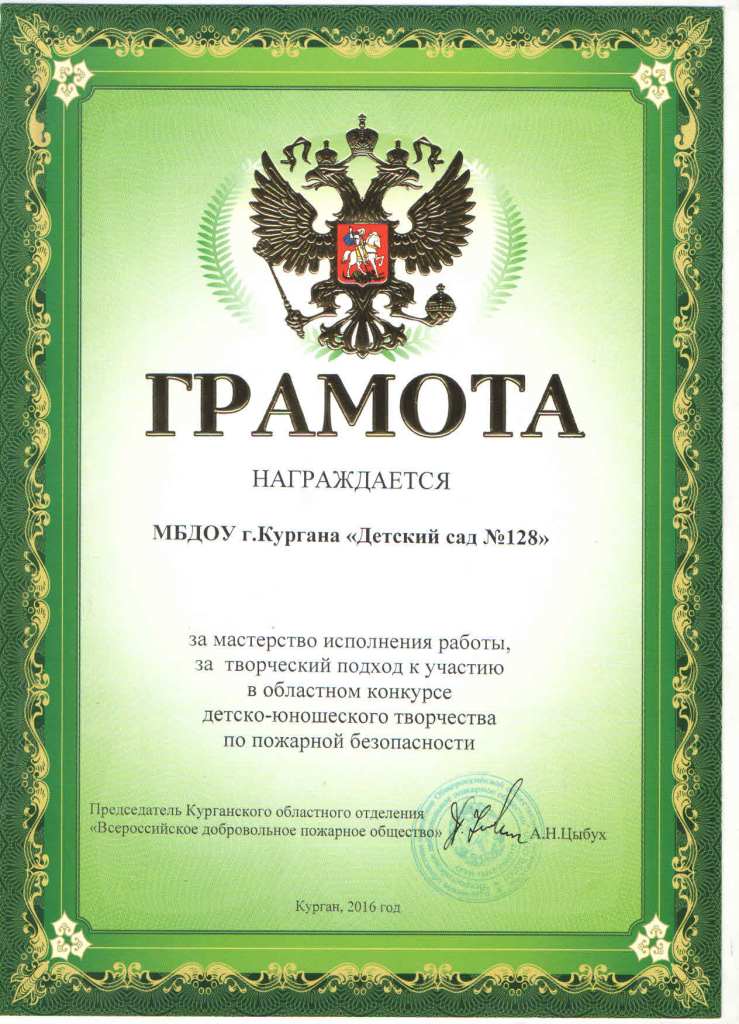 ГРАМОТА
НАГРАЖДАЕТСЯ
МБДОУ г.Кургана «Детский сад №128»
за мастерство исполнения работы,
за творческий подход к участию
в областном конкурсе
детско-юношеского творчества
по пожарной безопасности
Председатель Курганского областного отделения
«Всероссийское добровольное пожарное общество» А.Н.Цыбух
Курган, 2016 год